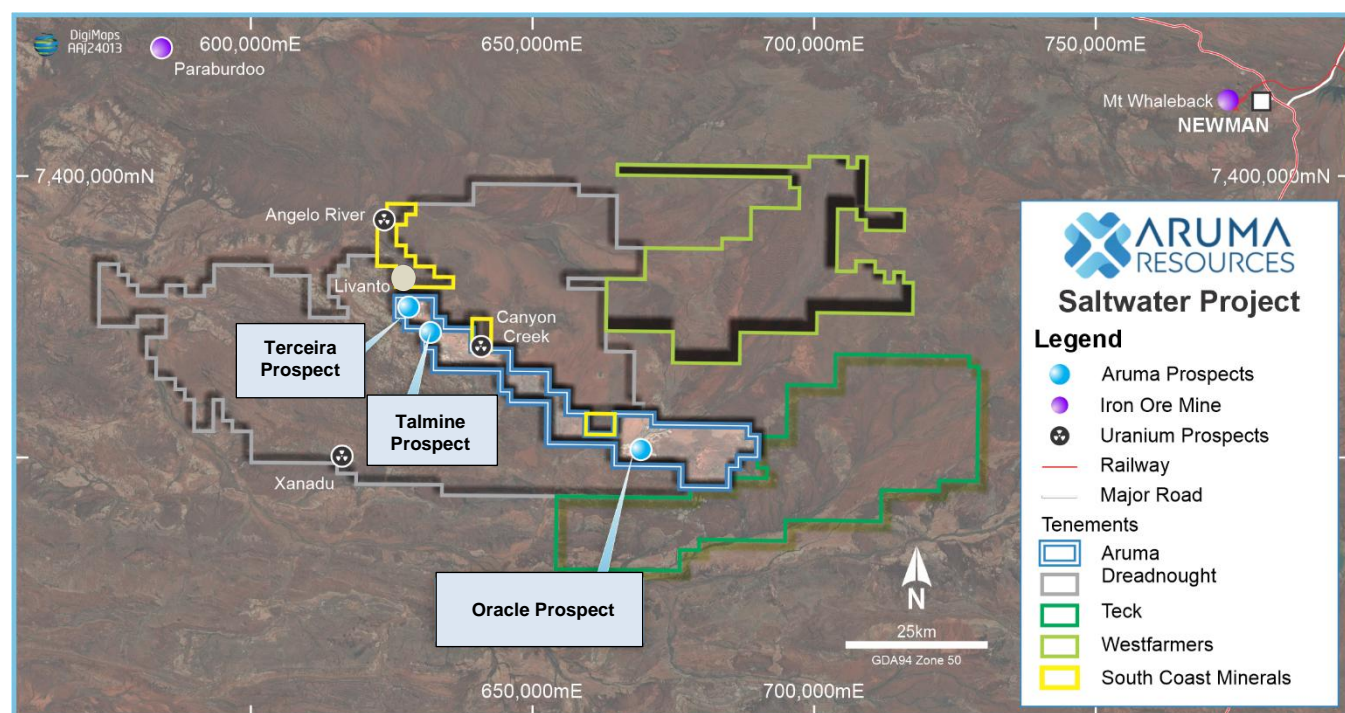 DigiMaps
AAJ24013
600,000mE
650,000mE
700,000mE
750,000mE
Paraburdoo
Mt Whaleback
NEWMAN
7,400,000mN
7,400,000mN
Angelo River
Livanto
Canyon
Creek
Terceira
Prospect
Talmine
Prospect
Xanadu
Oracle Prospect
N
25km
GDA94 Zone 50
650,000mE
700,000mE
ARUMA
RESOURCES
Saltwater Project
Legend
Aruma Prospects
Iron Ore Mine
Uranium Prospects
Railway
Major Road
Tenements
Aruma
Dreadnought
Teck
Westfarmers
South Coast Minerals